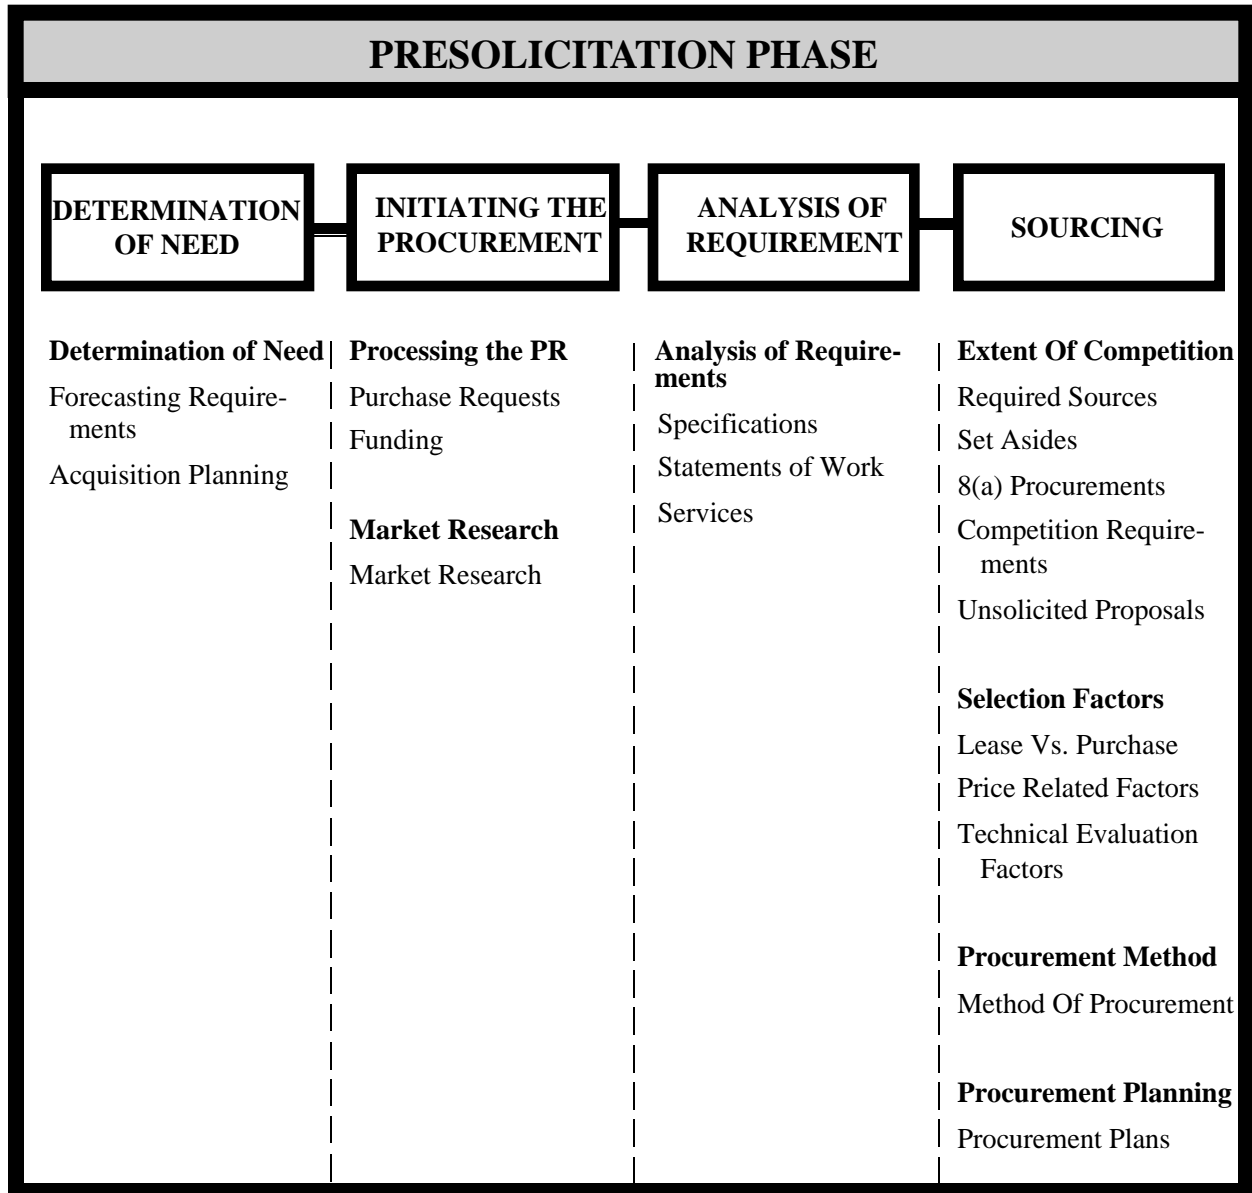 PRESOLICITATION PHASE
DETERMINATION
OF NEED
INITIATING THE
PROCUREMENT
ANALYSIS OF
REQUIREMENT
SOURCING
Determination of Need
Forecasting Require-
ments
Acquisition Planning
Processing the PR
Purchase Requests
Funding
Market Research
Market Research
Analysis of Require-
ments
Specifications
Statements of Work
Services
Extent Of Competition
Required Sources
Set Asides
8(a) Procurements
Competition Require-
ments
Unsolicited Proposals
Selection Factors
Lease Vs. Purchase
Price Related Factors
Technical Evaluation
Factors
Procurement Method
Method Of Procurement
Procurement Planning
Procurement Plans